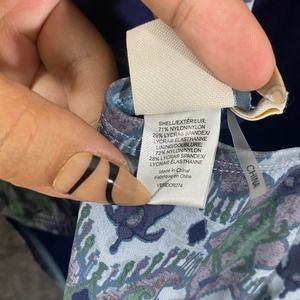 SHELL/EXTÉRIEUR:
71% NYLON/NYLON
29% LYCRA® SPANDEX/
LYCRA® ÉLASTHANNE
LINING/DOUBLURE:
72% NYLON/NYLON
28% LYCRA® SPANDEX/
LYCRA® ÉLASTHANNE
Made in China/
Fabriqué en Chine
VENDOR274
CHINA